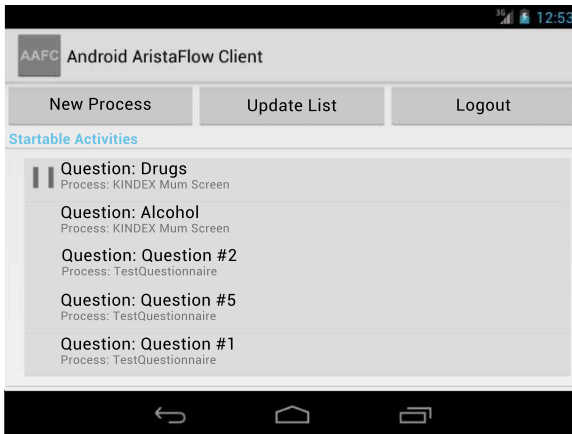 3G 12:53
AAFC Android AristaFlow Client
New Process Update List Logout
Startable Activities
Question: Drugs
Process: KINDEX Mum Screen
Question: Alcohol
Process: KINDEX Mum Screen
Question: Question #2
Process: TestQuestionnaire
Question: Question #5
Process: TestQuestionnaire
Question: Question #1
Process: TestQuestionnaire